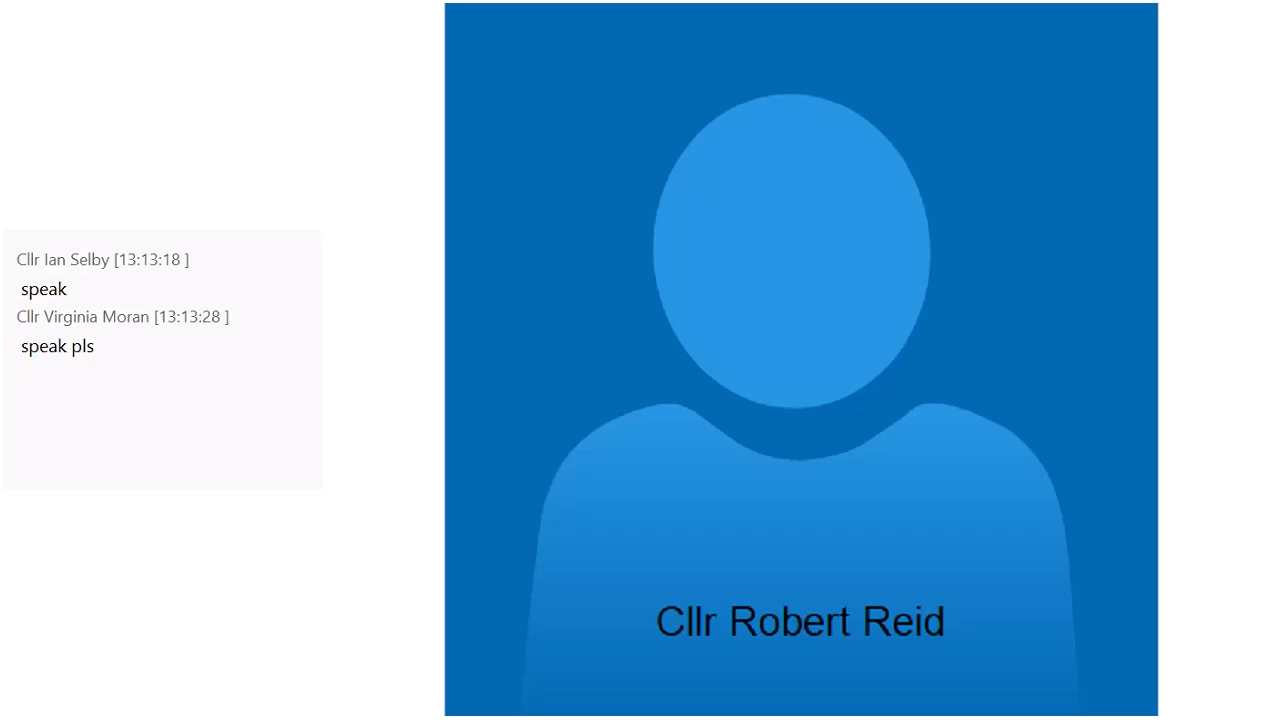 Cllr Ian Selby [13:13:18 ]
speak
Cllr Virginia Moran [13:13:28 ]
speak pls
Cllr Robert Reid